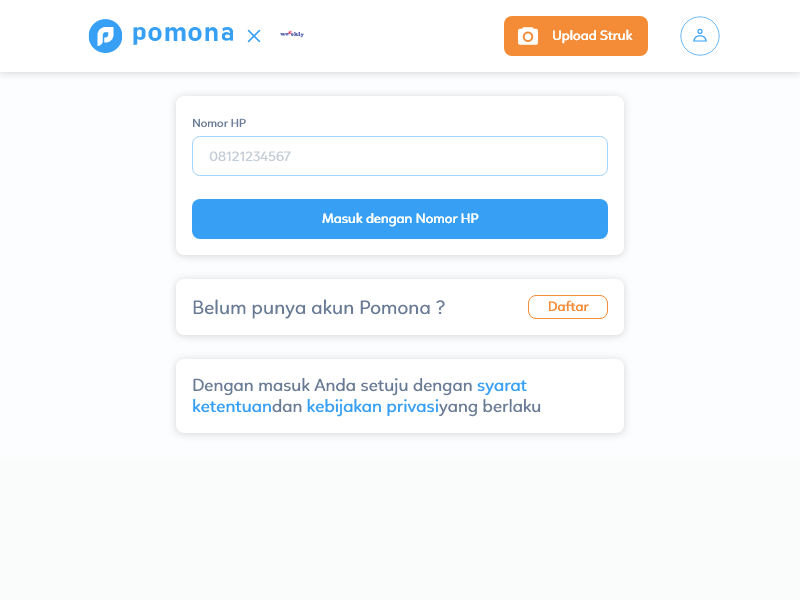 pomona
Upload Struk
Nomor HP
08121234567
Masuk dengan Nomor HP
Belum punya akun Pomona ?
Daftar
Dengan masuk Anda setuju dengan syarat
ketentuandan kebijakan privasiyang berlaku